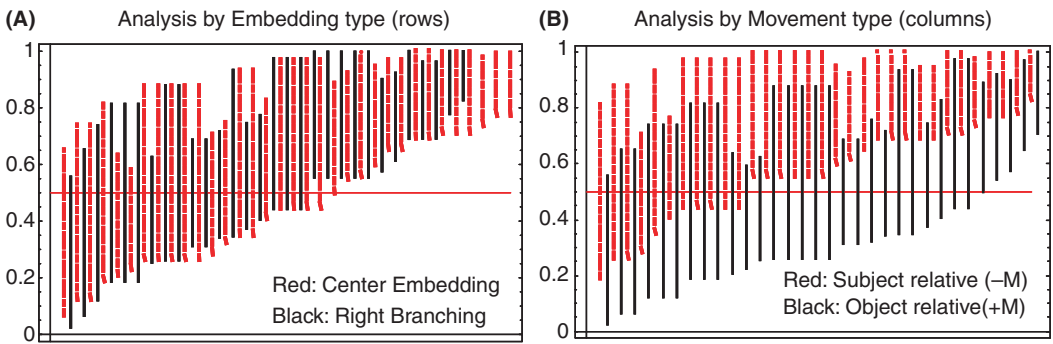 (A) Analysis by Embedding type (rows)
1
0.8
0.6
0.4
0.2
0
Red: Center Embedding
Black: Right Branching
(B) Analysis by Movement type (columns)
1
0.8
0.6
0.4
0.2
0
Red: Subject relative (–M)
Black: Object relative(+M)